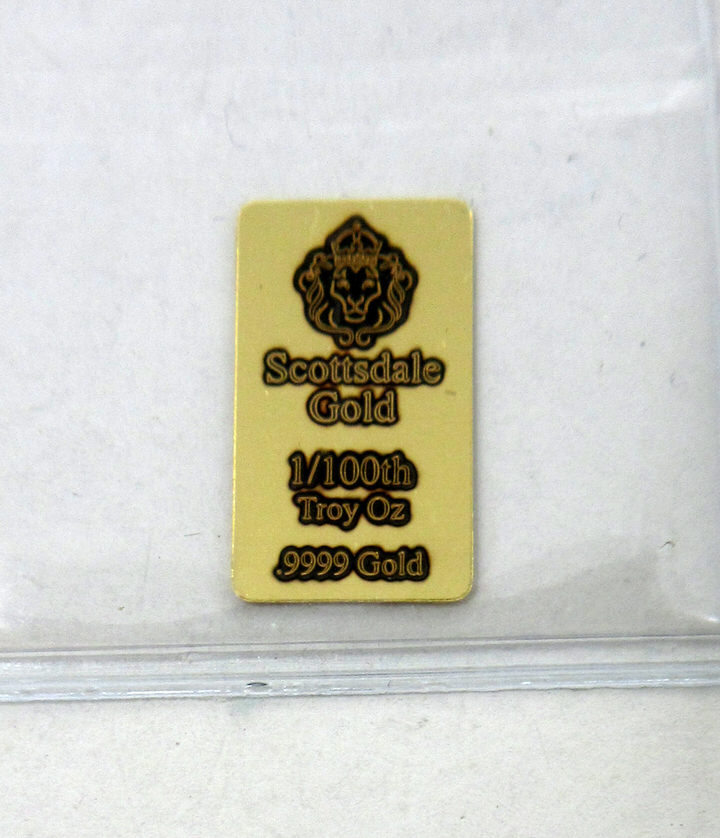 Scottsdale
Gold
1/100th
Troy Oz
.9999 Gold